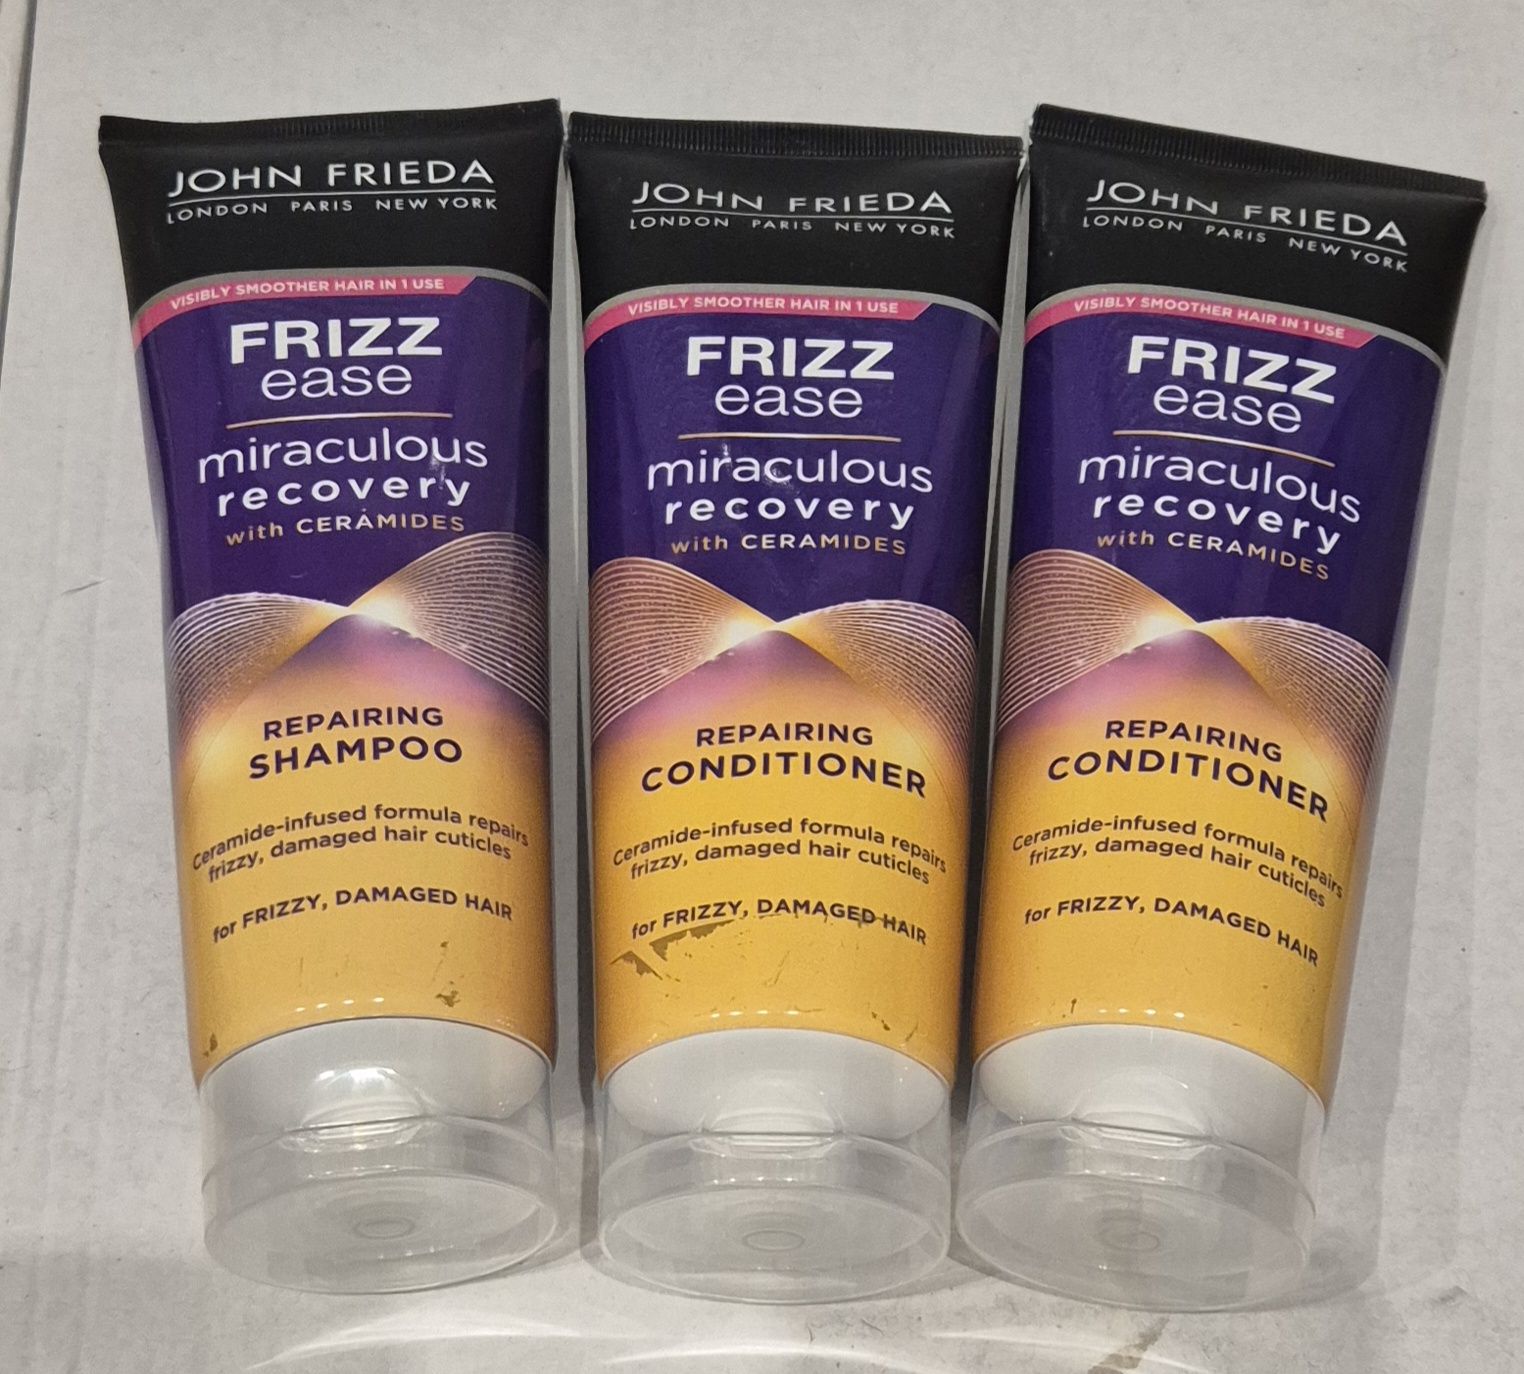 JOHN FRIEDA
LONDON PARIS NEW YORK
VISIBLY SMOOTHER HAIR IN 1 USE
FRIZZ
ease
miraculous
recovery
with CERAMIDES
REPAIRING
SHAMPOO
Ceramide-infused formula repairs
frizzy, damaged hair cuticles
for FRIZZY, DAMAGED HAIR
JOHN FRIEDA
LONDON PARIS NEW YORK
VISIBLY SMOOTHER HAIR IN 1 USE
FRIZZ
ease
miraculous
recovery
with CERAMIDES
REPAIRING
CONDITIONER
Ceramide-infused formula repairs
frizzy, damaged hair cuticles
for FRIZZY, DAMAGED HAIR
JOHN FRIEDA
LONDON PARIS NEW YORK
VISIBLY SMOOTHER HAIR IN 1 USE
FRIZZ
ease
miraculous
recovery
with CERAMIDES
REPAIRING
CONDITIONER
Ceramide-infused formula repairs
frizzy, damaged hair cuticles
for FRIZZY, DAMAGED HAIR